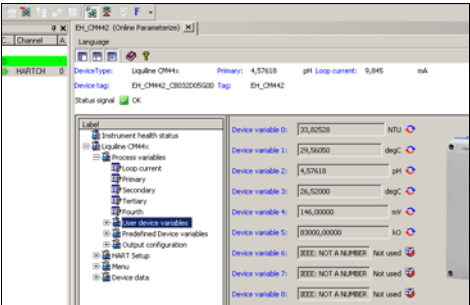 EH_CM442 (Online Parameterize)
C... Channel A
HARTCH 0
Language
DeviceType: Liquiline CM44x Primary: 4,57618 pH Loop current: 9,845 mA
Device tag: EH_CM442_CB032D05G00 Tag: EH_CM442
Status signal OK
Label
Instrument health status
Liquiline CM44x
Process variables
Loop current
Primary
Secondary
Tertiary
Fourth
User device variables
Predefined Device variables
Output configuration
HART Setup
Menu
Device data
Device variable 0: 33,82528 NTU
Device variable 1: 29,56050 degC
Device variable 2: 4,57618 pH
Device variable 3: 26,52000 degC
Device variable 4: 146,00000 mV
Device variable 5: 83000,00000 kO
Device variable 6: IEEE: NOT A NUMBER Not used
Device variable 7: IEEE: NOT A NUMBER Not used
Device variable 8: IEEE: NOT A NUMBER Not used